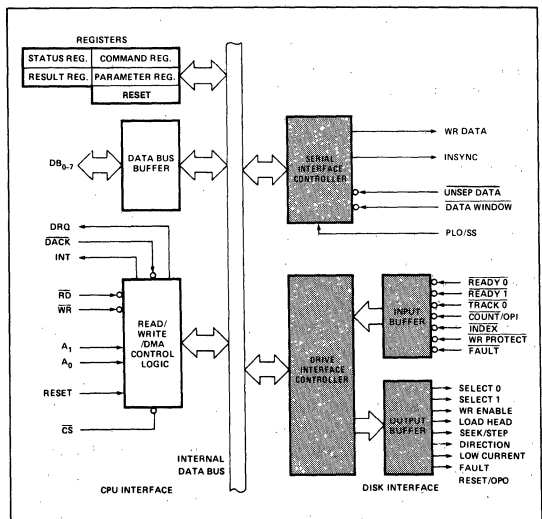 REGISTERS
STATUS REG. COMMAND REG.
RESULT REG. PARAMETER REG.
RESET
DB0-7
DATA BUS
BUFFER
SERIAL
INTERFACE
CONTROLLER
WR DATA
INSYNC
UNSEP DATA
DATA WINDOW
PLO/SS
DRQ
DACK
INT
RD
WR
A1
A0
RESET
CS
READ/
WRITE
/DMA
CONTROL
LOGIC
DRIVE
INTERFACE
CONTROLLER
INPUT
BUFFER
READY 0
READY 1
TRACK 0
COUNT/OPI
INDEX
WR PROTECT
FAULT
OUTPUT
BUFFER
SELECT 0
SELECT 1
WR ENABLE
LOAD HEAD
SEEK/STEP
DIRECTION
LOW CURRENT
FAULT
RESET/OPO
INTERNAL
DATA BUS
CPU INTERFACE
DISK INTERFACE